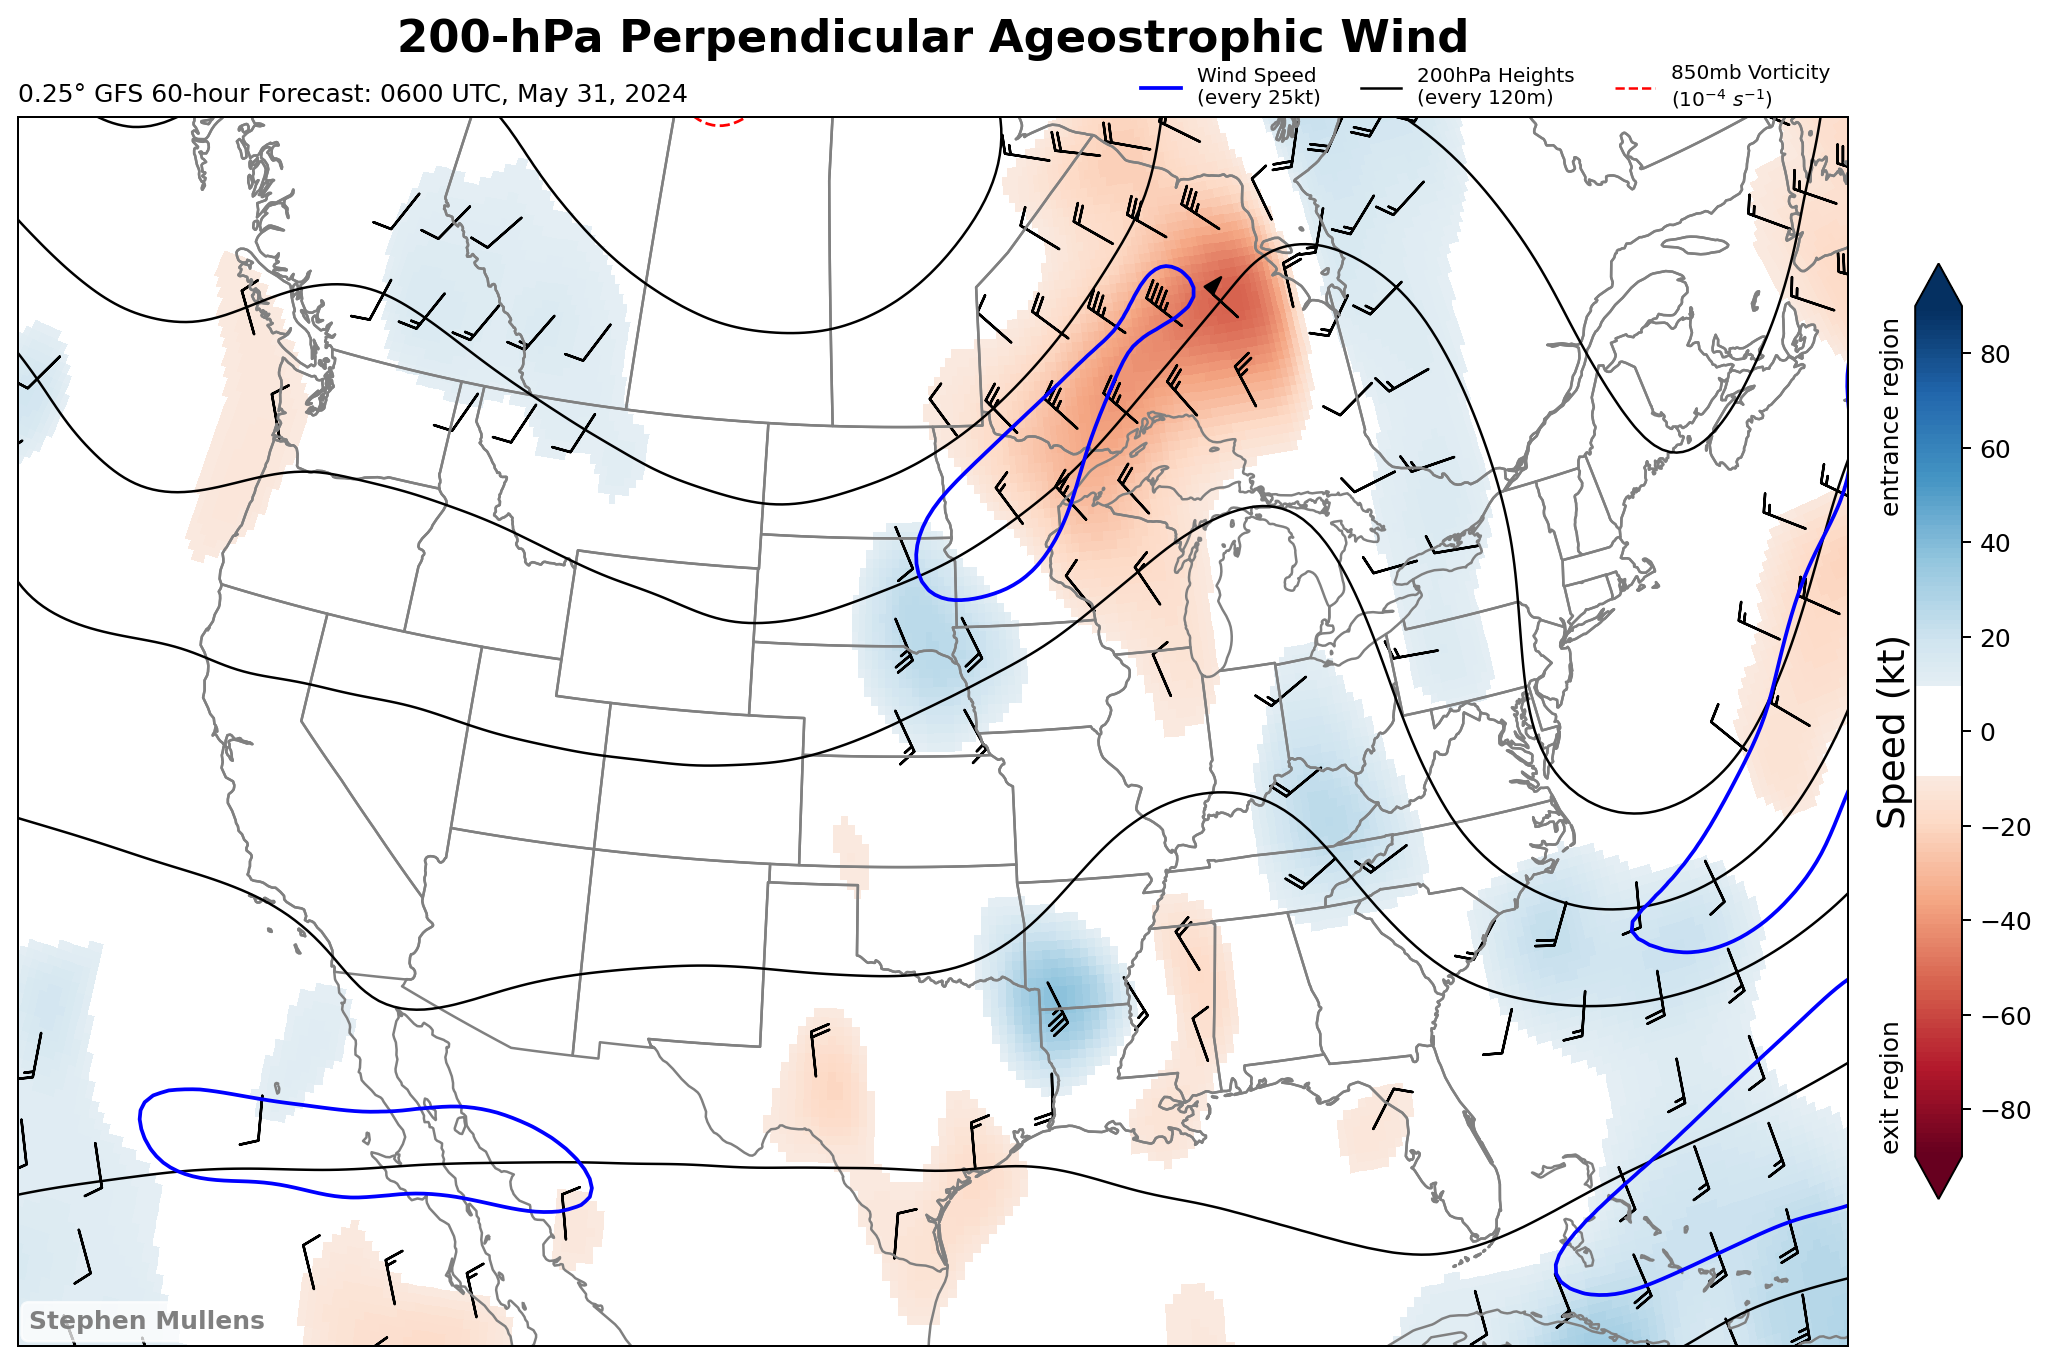 200-hPa Perpendicular Ageostrophic Wind
0.25° GFS 60-hour Forecast: 0600 UTC, May 31, 2024
Wind Speed
(every 25kt)
200hPa Heights
(every 120m)
850mb Vorticity
(10⁻⁴ s⁻¹)
entrance region
Speed (kt)
exit region
80
60
40
20
0
−20
−40
−60
−80
Stephen Mullens